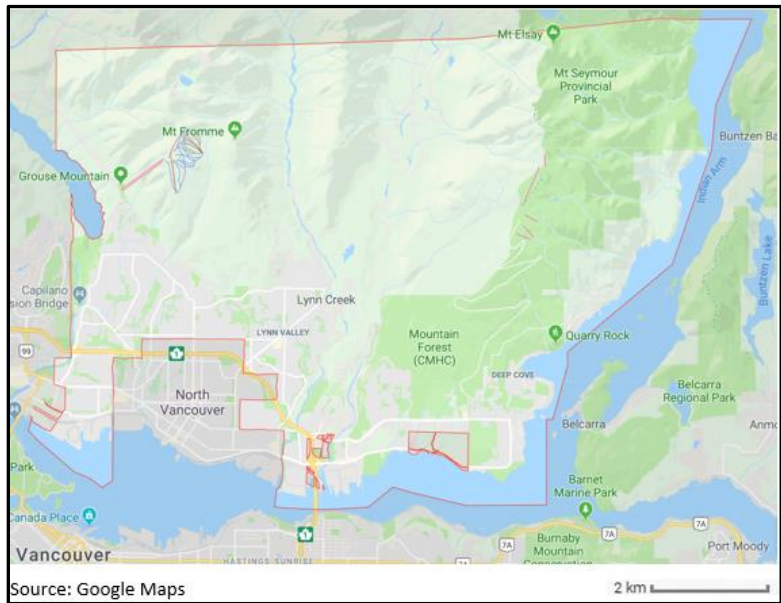 Mt Elsay
Mt Seymour
Provincial
Park
Mt Fromme
Buntzen Ba
Grouse Mountain
Indian Arm
Buntzen Lake
Capilano
sion Bridge
Lynn Creek
LYNN VALLEY
1
99
Mountain
Forest
(CMHC)
Quarry Rock
DEEP COVE
North
Vancouver
Belcarra
Regional Park
Belcarra
Anmo
Park
Barnet
Marine Park
Canada Place
1
7A
7A
7A
Burnaby
Mountain
Port Moody
Vancouver
HASTINGS SUNRISE
Source: Google Maps
2 km